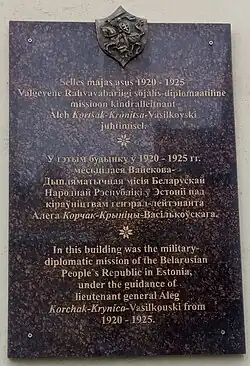 Selles majas asus 1920 - 1925
Valgevene Rahvavabariigi sõjalis-diplomaatiline
missioon kindralleitnant
Aleh Kortšak-Krõnitsa-Vasilkovski
juhtimisel.
У гэтым будынку ў 1920 - 1925 гг.
месцілася Вайскова-
Дыпляматычная місія Беларускай
Народнай Рэспублікі ў Эстоніі пад
кіраўніцтвам генэрал-лейтэнанта
Алега Корчак-Крыніцы-Васількоўскага.
In this building was the military-
diplomatic mission of the Belarusian
People's Republic in Estonia,
under the guidance of
lieutenant general Aleg
Korchak-Krynica-Vasilkouski from
1920 - 1925.